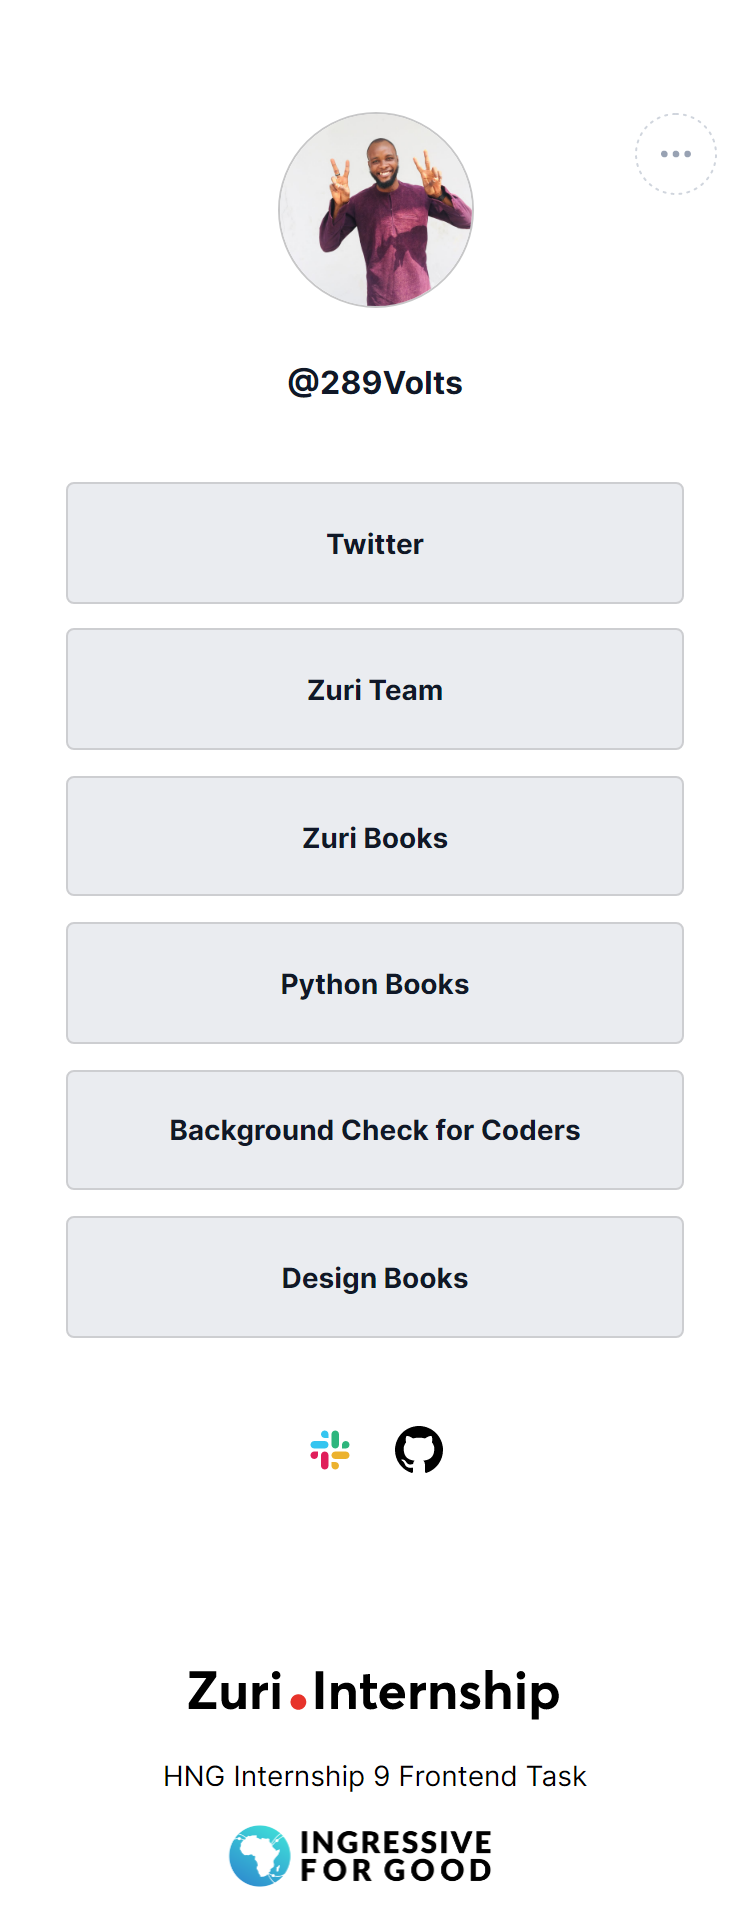 @289Volts
Twitter
Zuri Team
Zuri Books
Python Books
Background Check for Coders
Design Books
Zuri.Internship
HNG Internship 9 Frontend Task
INGRESSIVE
FOR GOOD